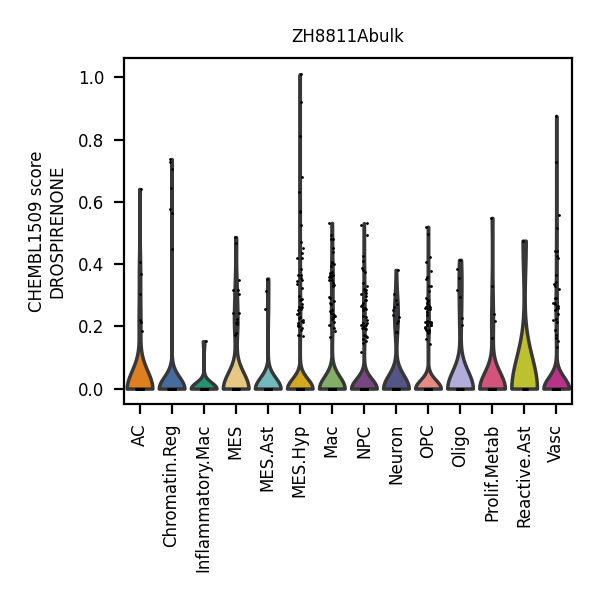 ZH8811Abulk
CHEMBL1509 score
DROSPIRENONE
1.0
0.8
0.6
0.4
0.2
0.0
AC
Chromatin.Reg
Inflammatory.Mac
MES
MES.Ast
MES.Hyp
Mac
NPC
Neuron
OPC
Oligo
Prolif.Metab
Reactive.Ast
Vasc